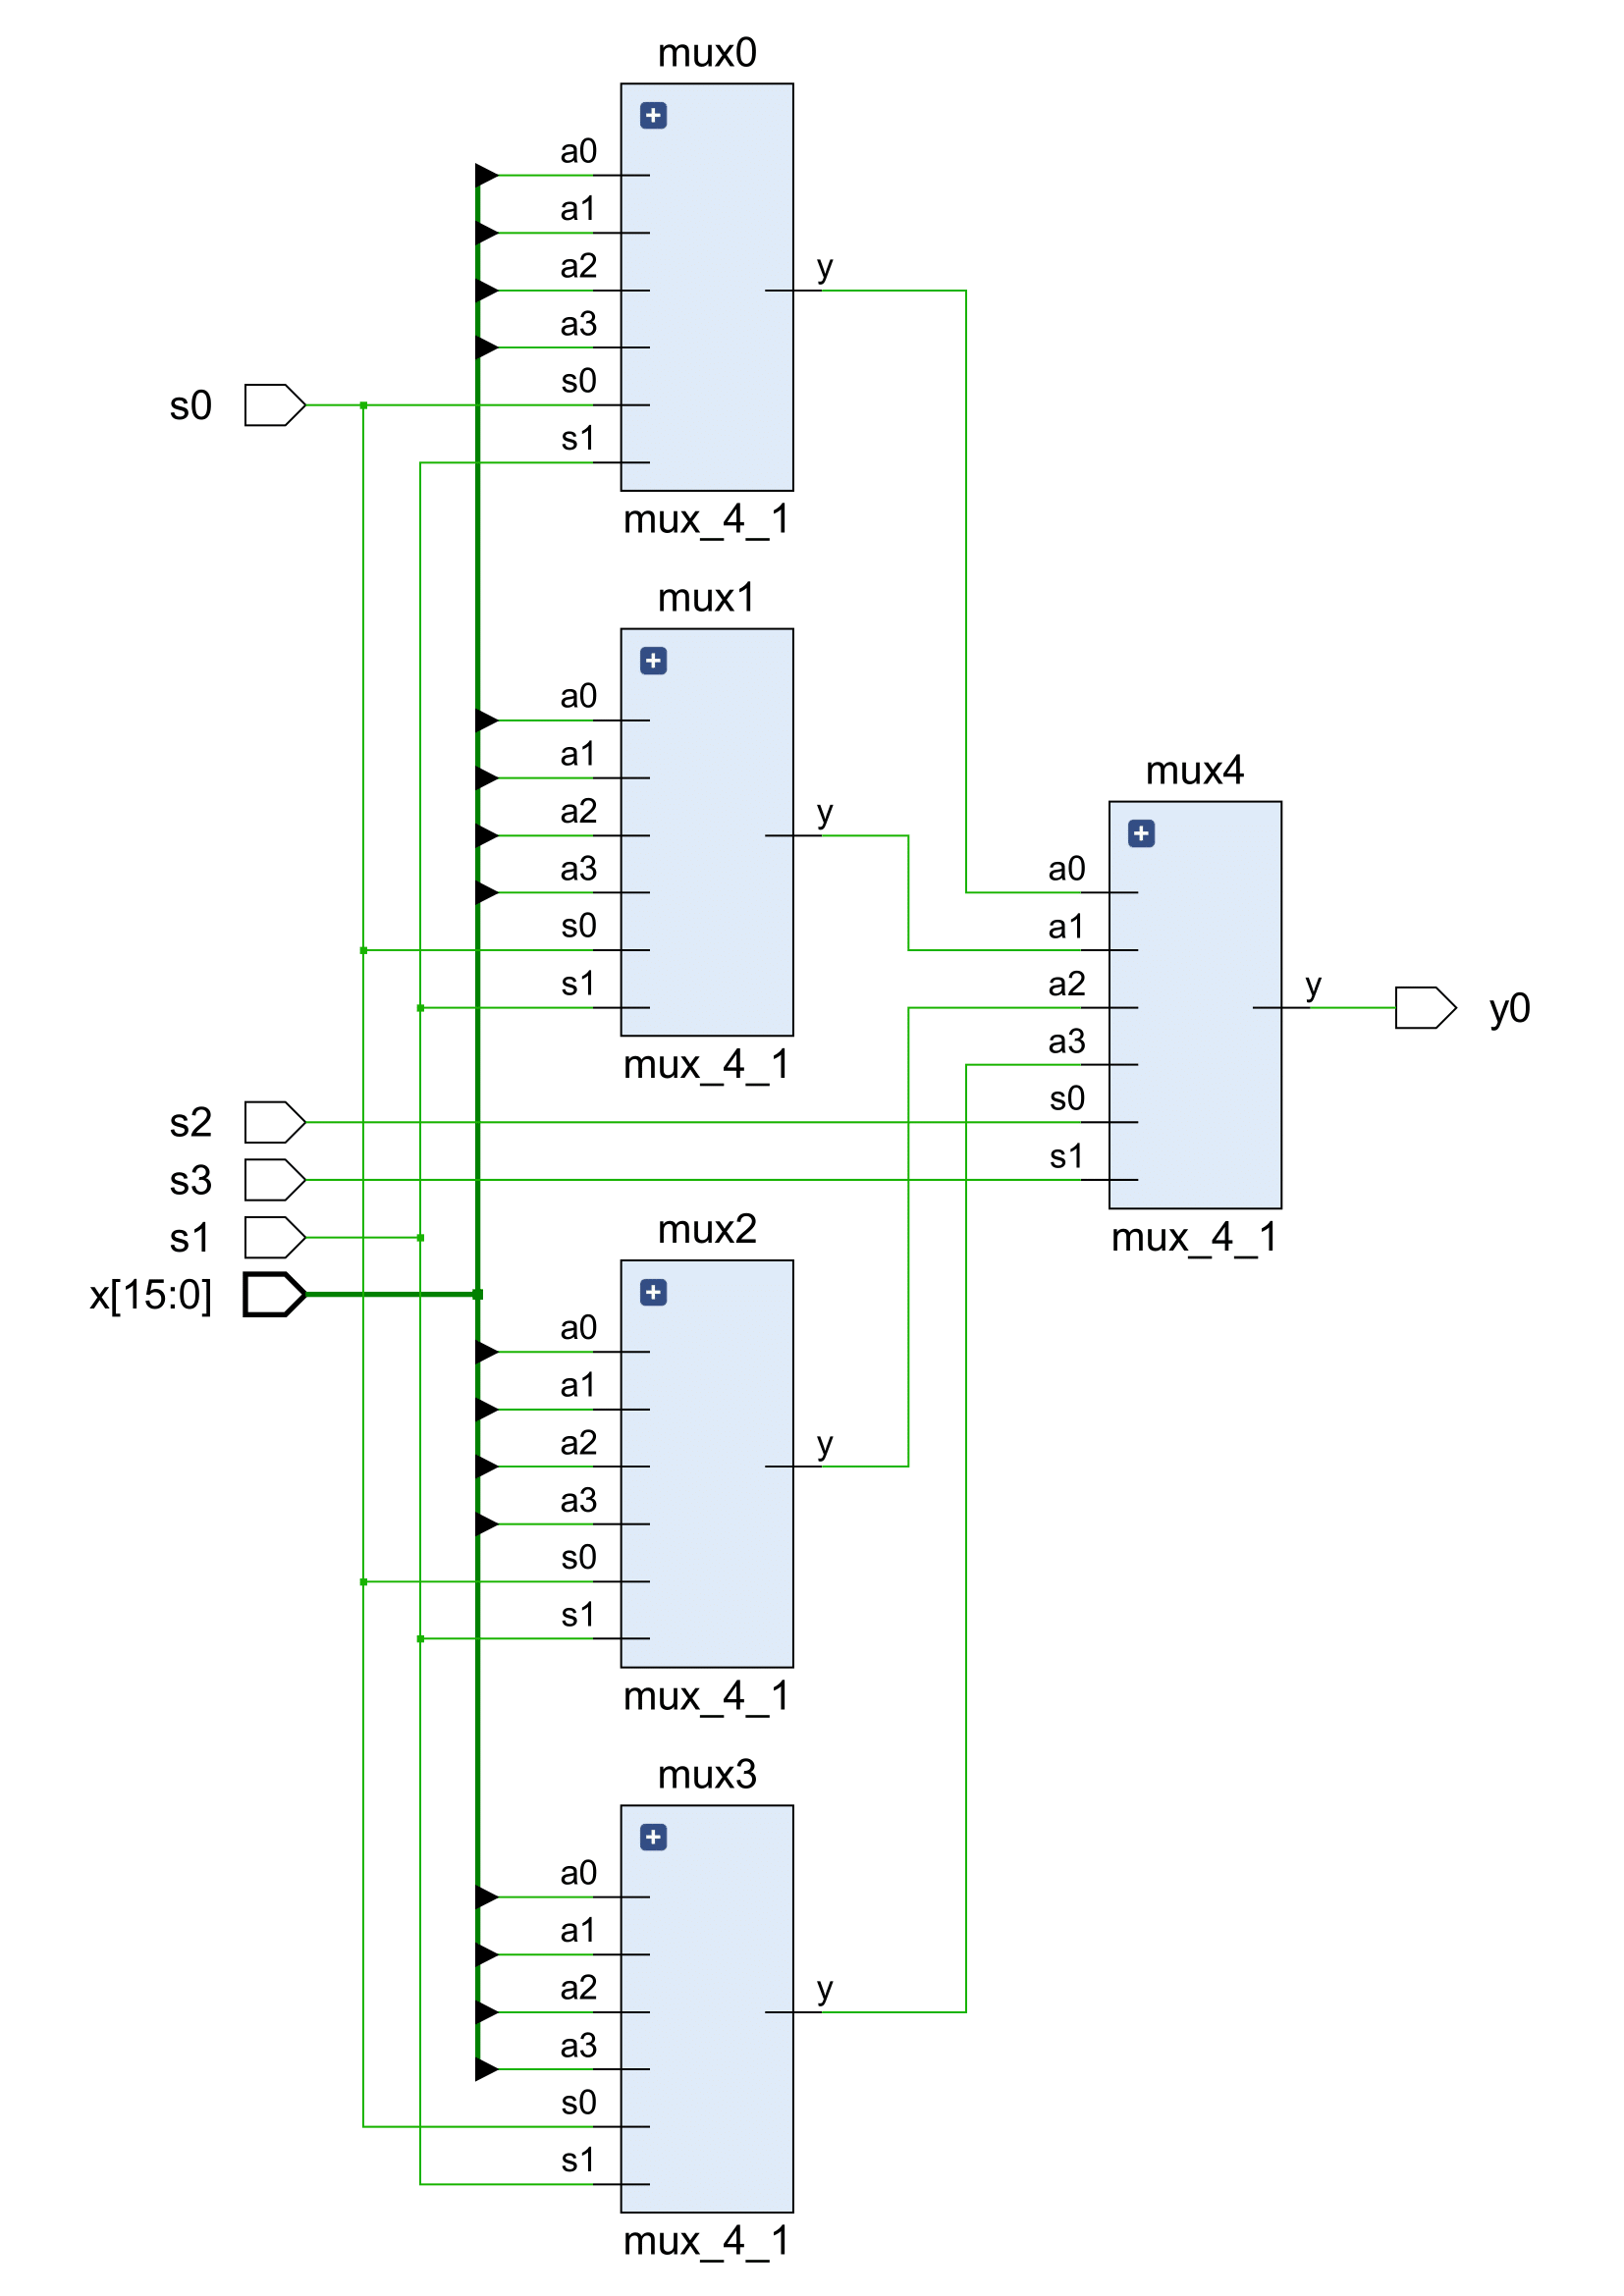 mux0
a0
a1
a2
a3
s0
s1
y
s0
mux_4_1
mux1
a0
a1
a2
a3
s0
s1
y
mux_4_1
mux4
a0
a1
a2
a3
s0
s1
y
y0
mux_4_1
s2
s3
s1
x[15:0]
mux2
a0
a1
a2
a3
s0
s1
y
mux_4_1
mux3
a0
a1
a2
a3
s0
s1
y
mux_4_1